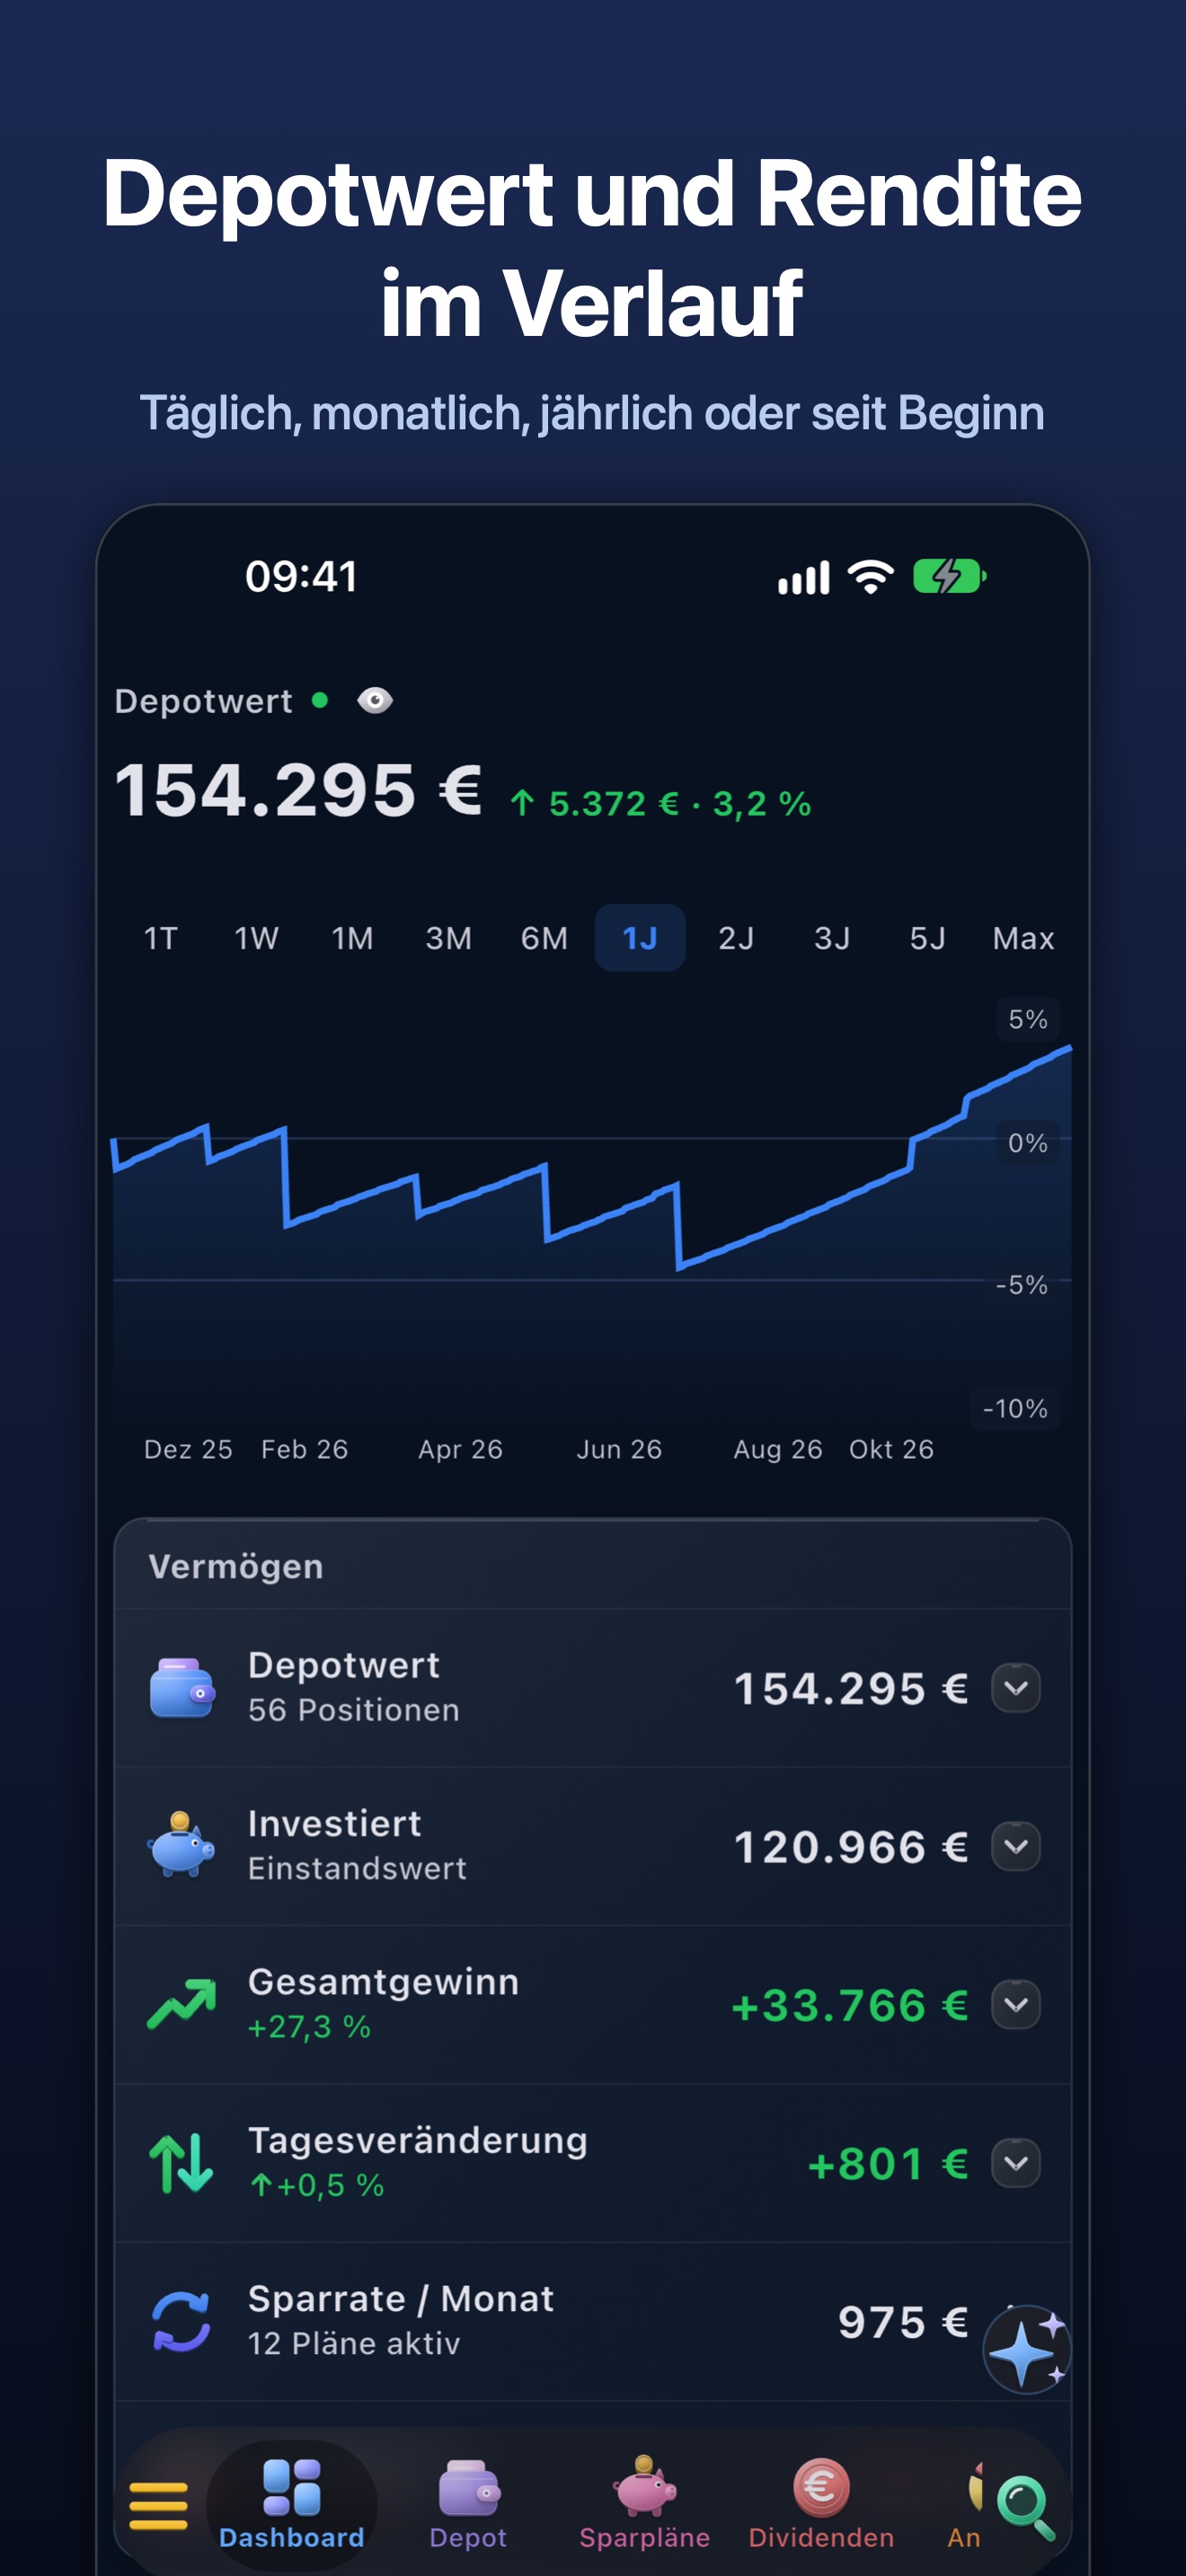 Depotwert und Rendite
im Verlauf
Täglich, monatlich, jährlich oder seit Beginn
09:41
Depotwert
154.295 € ↑ 5.372 € · 3,2 %
1T 1W 1M 3M 6M 1J 2J 3J 5J Max
5%
0%
-5%
-10%
Dez 25 Feb 26 Apr 26 Jun 26 Aug 26 Okt 26
Vermögen
Depotwert
56 Positionen
154.295 €
Investiert
Einstandswert
120.966 €
Gesamtgewinn
+27,3 %
+33.766 €
Tagesveränderung
↑+0,5 %
+801 €
Sparrate / Monat
12 Pläne aktiv
975 €
Dashboard Depot Sparpläne Dividenden An